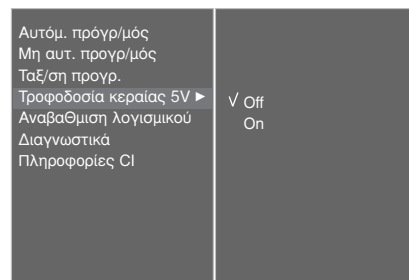 Αυτόμ. πρόγρ/μός
Μη αυτ. προγρ/μός
Ταξ/ση προγρ.
Τροφοδοσία κεραίας 5V ►
ΑναβαΘμιση λογισμικού
Διαγνωστικά
Πληροφορίες CI
√ Off
On